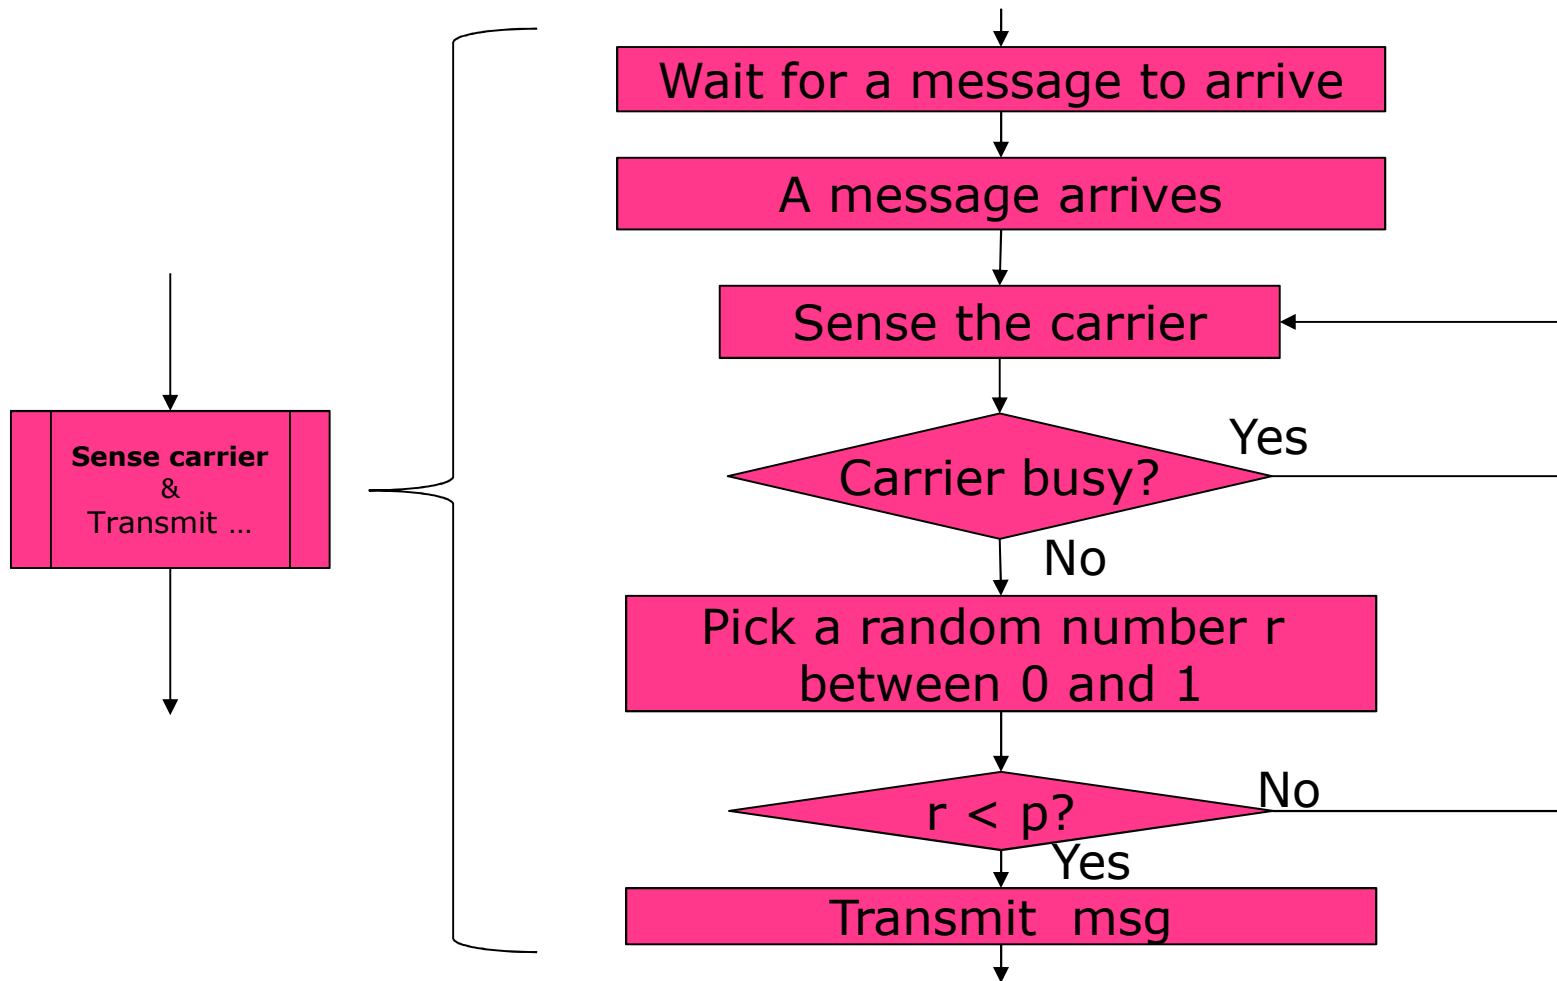 Wait for a message to arrive
A message arrives
Sense the carrier
Carrier busy?
Yes
No
Pick a random number r
between 0 and 1
r < p?
No
Yes
Transmit  msg
Sense carrier
&
Transmit ...